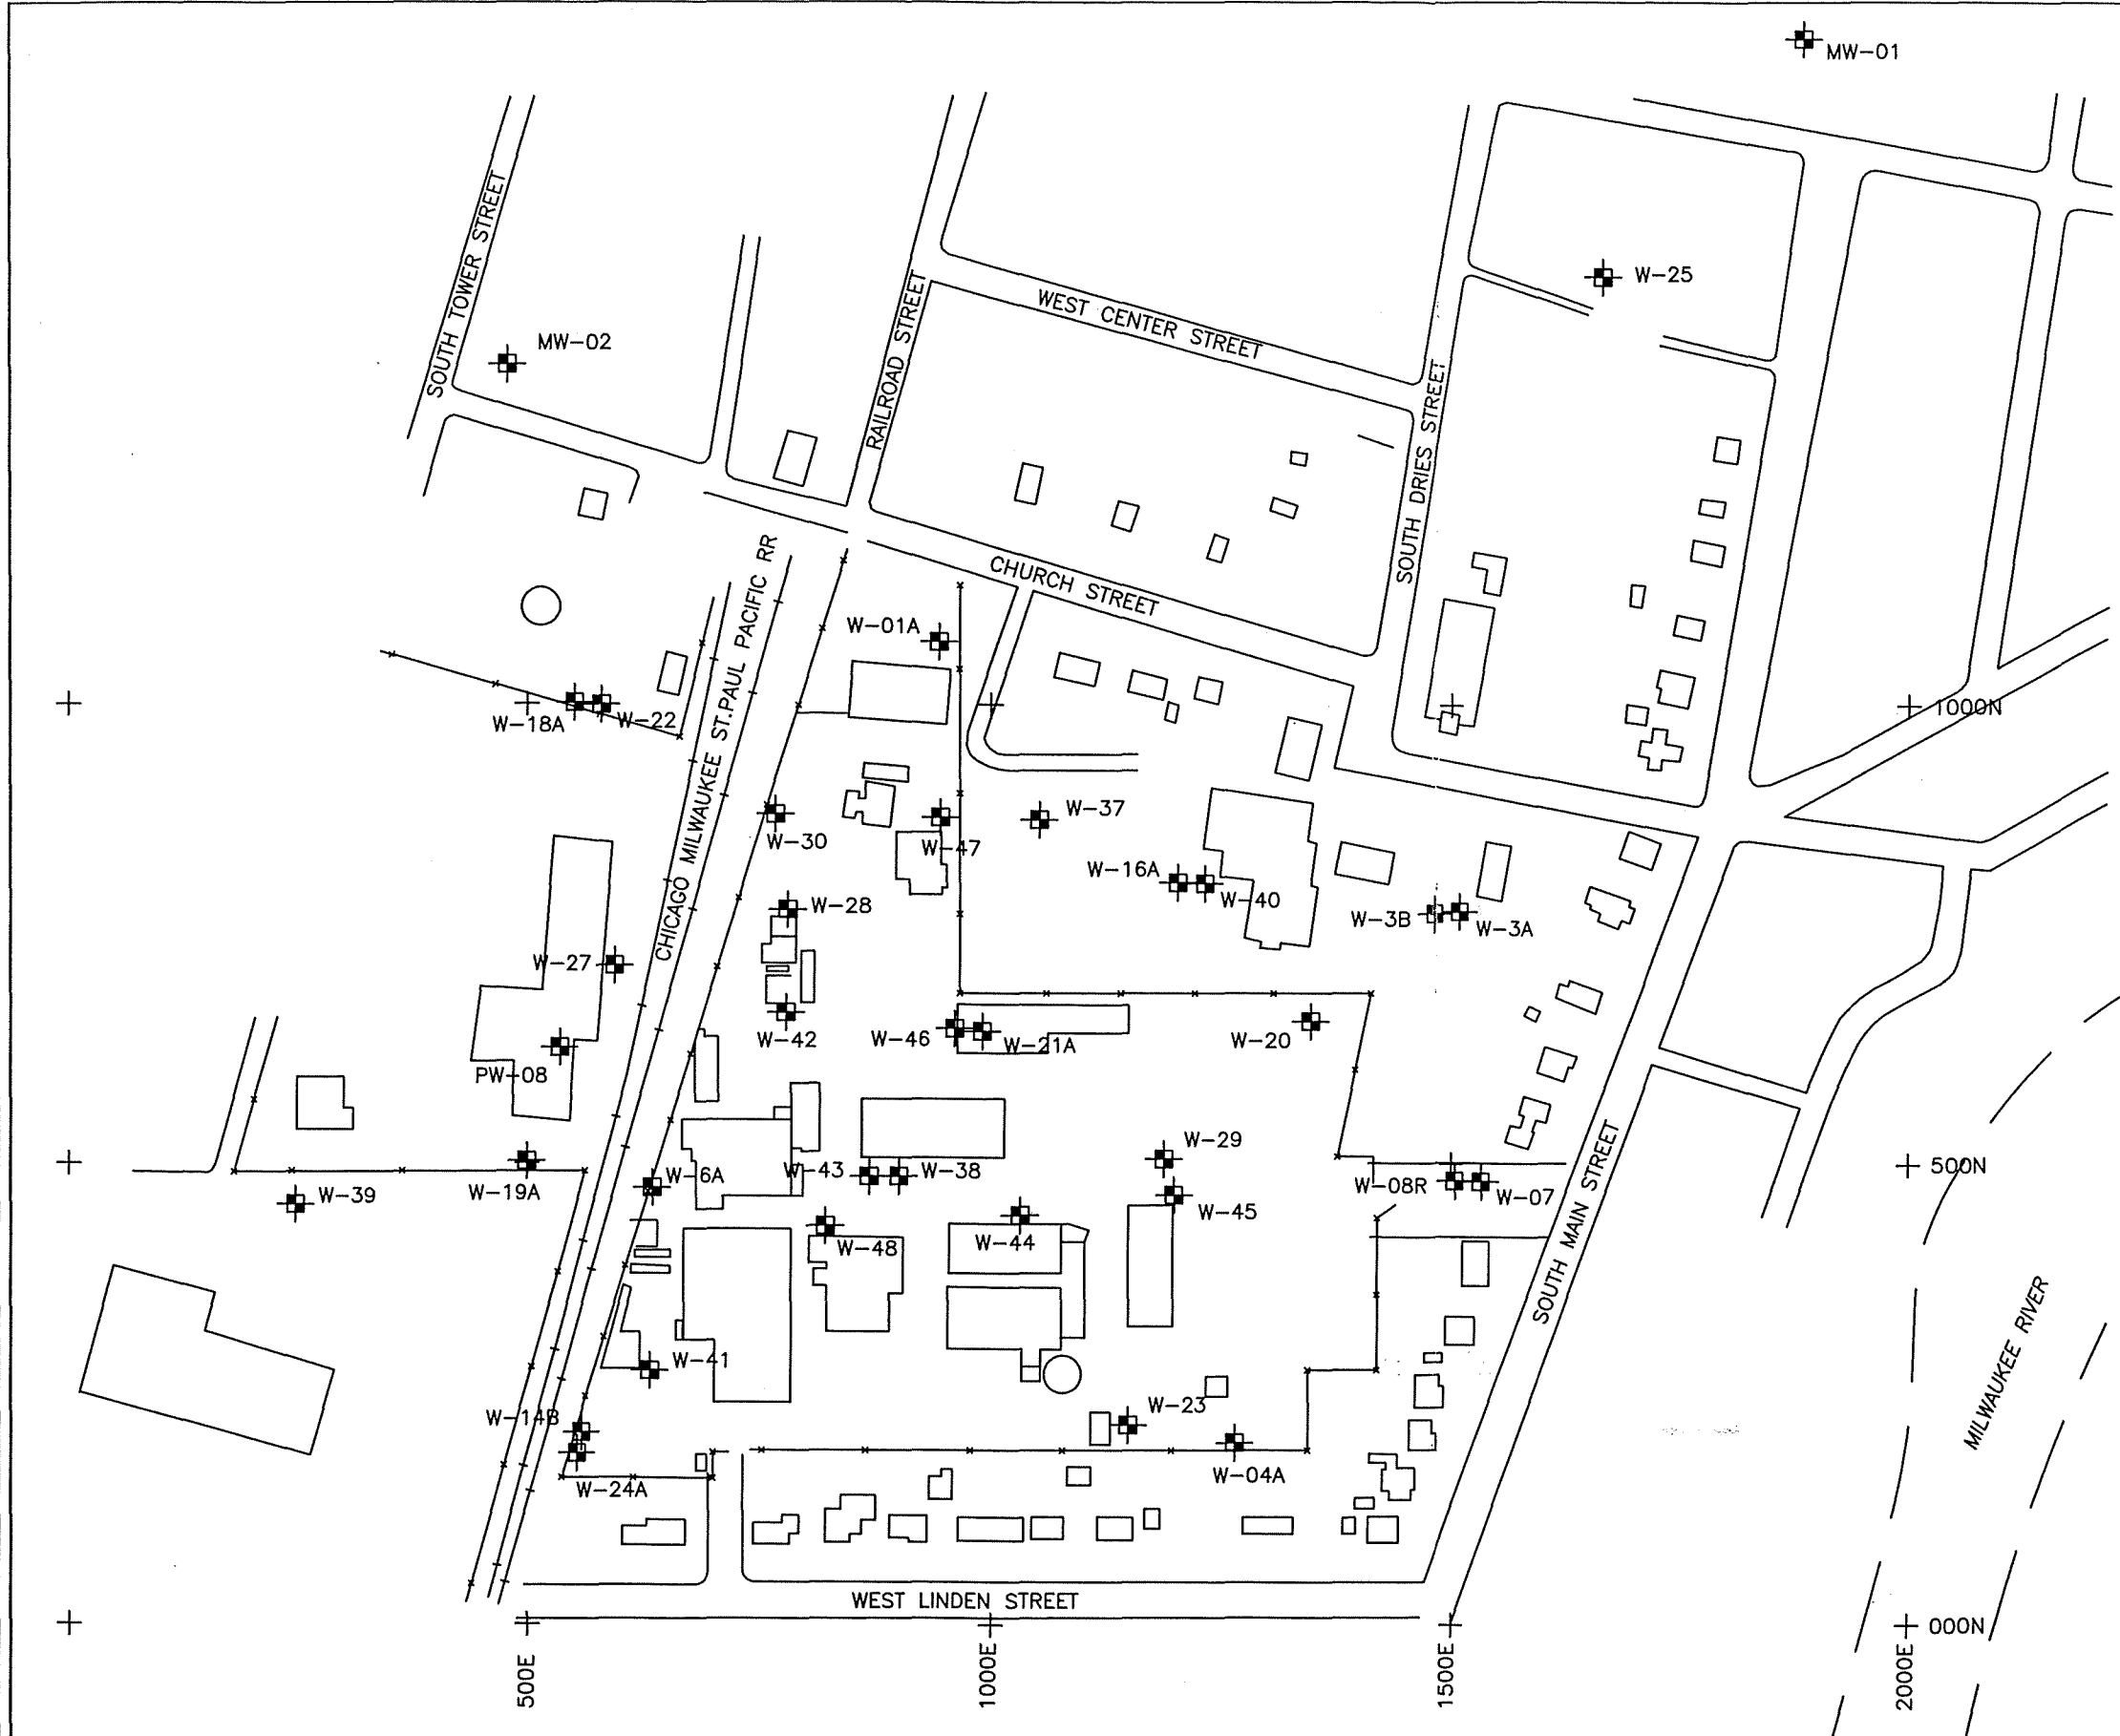 MW-01
SOUTH TOWER STREET
W-25
RAILROAD STREET
WEST CENTER STREET
MW-02
SOUTH DRIES STREET
CHICAGO MILWAUKEE ST.PAUL PACIFIC RR
CHURCH STREET
W-01A
W-18A
W-22
1000N
W-30
W-47
W-37
W-16A
W-40
W-28
W-3B
W-3A
W-27
W-42
W-46
W-21A
W-20
PW-08
W-29
W-39
W-19A
W-6A
W-43
W-38
W-45
W-08R
W-07
500N
W-48
W-44
SOUTH MAIN STREET
MILWAUKEE RIVER
W-41
W-14B
W-23
W-24A
W-04A
WEST LINDEN STREET
000N
500E
1000E
1500E
2000E